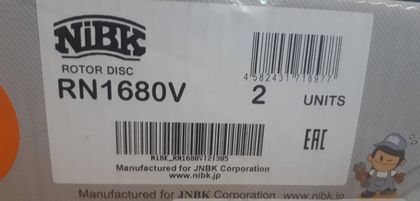 NiBK
ROTOR DISC
RN1680V 2 UNITS
4 582431 718977
NiBK_RN1680V121305
EAC
Manufactured for JNBK Corporation
www.nibk.jp
Manufactured for JNBK Corporation www.nibk.jp